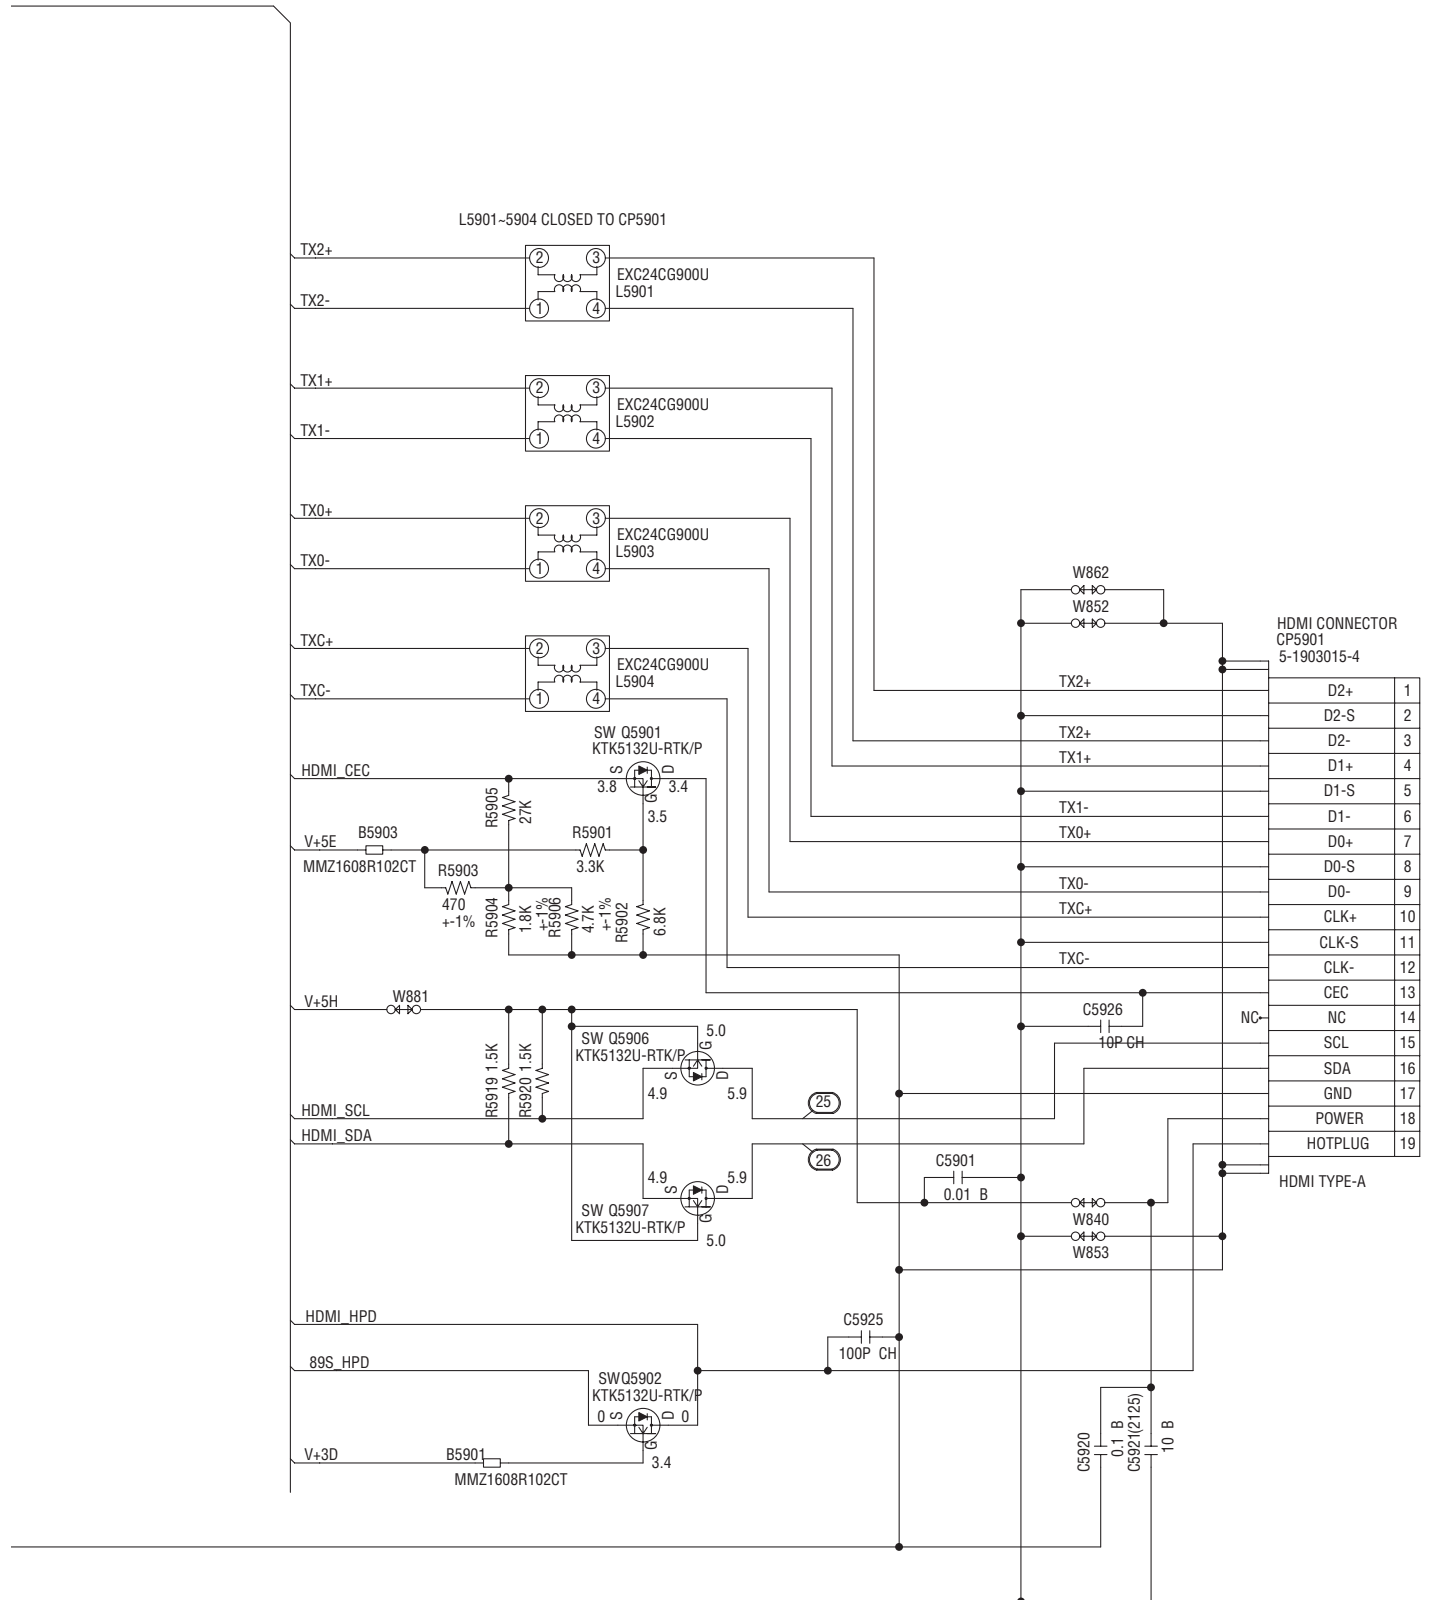 L5901~5904 CLOSED TO CP5901
TX2+
2
3
EXC24CG900U
L5901
TX2-
1
4
TX1+
2
3
EXC24CG900U
L5902
TX1-
1
4
TX0+
2
3
EXC24CG900U
L5903
TX0-
1
4
TXC+
2
3
EXC24CG900U
L5904
TXC-
1
4
W862
W852
HDMI CONNECTOR
CP5901
5-1903015-4
TX2+
D2+ 1
D2-S 2
TX2+
D2- 3
TX1+
D1+ 4
D1-S 5
TX1-
D1- 6
TX0+
D0+ 7
D0-S 8
TX0-
D0- 9
TXC+
CLK+ 10
CLK-S 11
TXC-
CLK- 12
CEC 13
NC
NC 14
SCL 15
SDA 16
GND 17
POWER 18
HOTPLUG 19
HDMI TYPE-A
SW Q5901
KTK5132U-RTK/P
HDMI_CEC
S
D
3.8
3.4
G
3.5
R5905
27K
V+5E
B5903
MMZ1608R102CT
R5901
3.3K
R5903
470
+-1%
R5904
1.8K
+-1%
R5906
4.7K
+-1%
R5902
6.8K
V+5H
W881
C5926
10P CH
R5919 1.5K
R5920 1.5K
SW Q5906
KTK5132U-RTK/P
5.0
G
S
D
4.9
5.9
HDMI_SCL
25
HDMI_SDA
26
4.9
S
D
5.9
SW Q5907
KTK5132U-RTK/P
G
5.0
C5901
0.01 B
W840
W853
HDMI_HPD
C5925
100P CH
89S_HPD
SWQ5902
KTK5132U-RTK/P
0
S
D
0
G
3.4
V+3D
B5901
MMZ1608R102CT
C5920
0.1 B
C5921(2125)
10 B